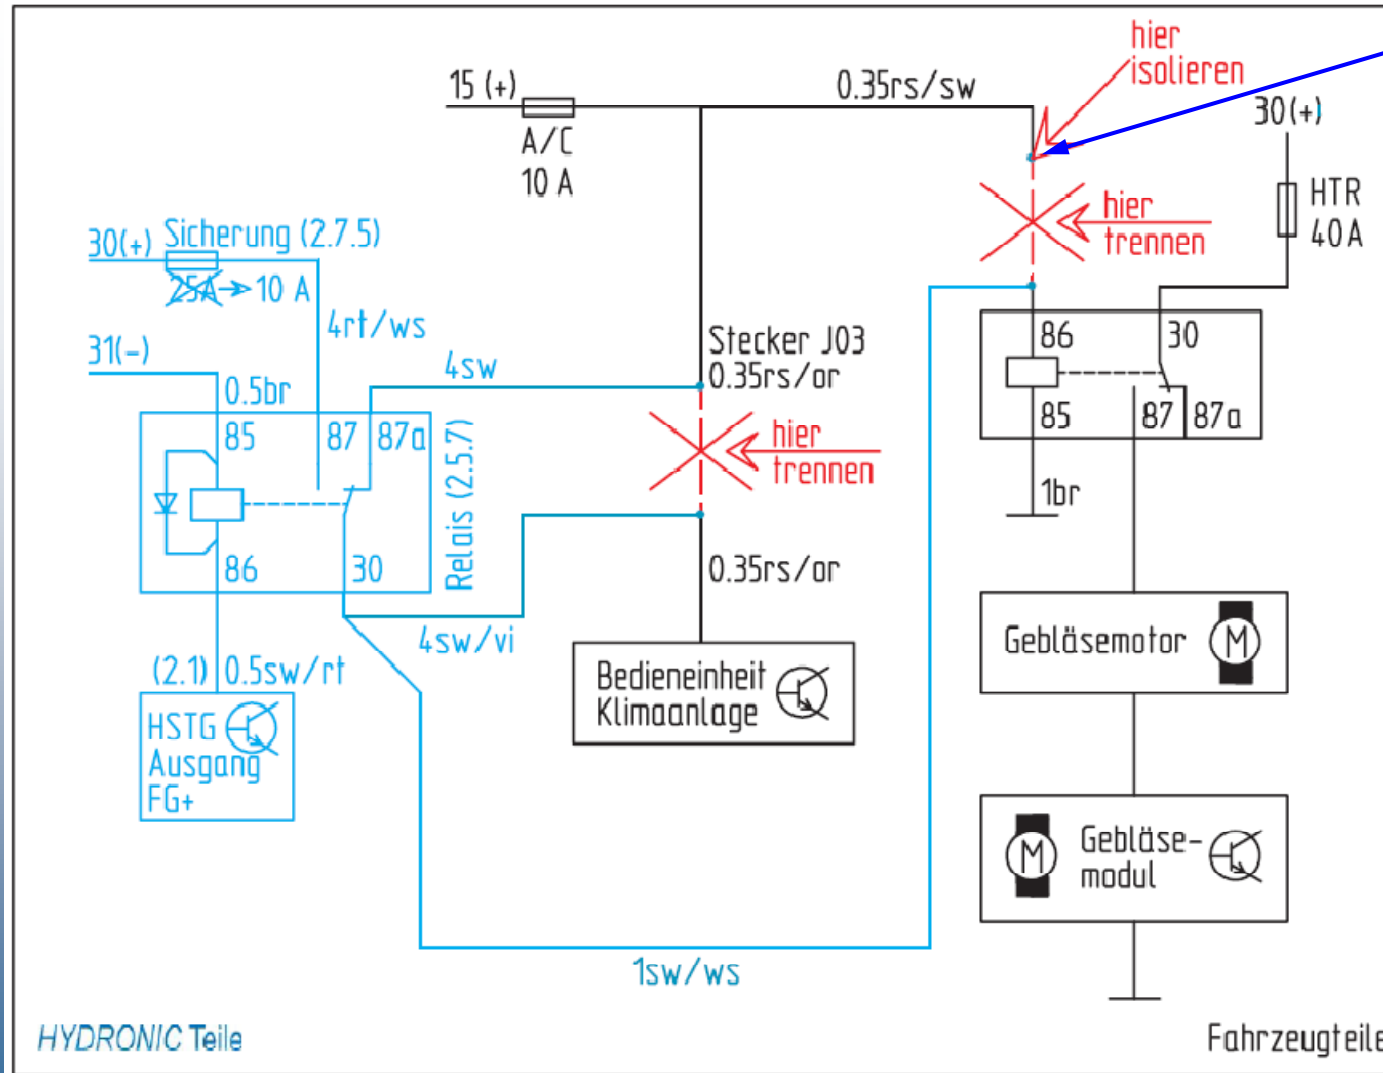 hier
isolieren
15 (+)
0.35rs/sw
30(+)
A/C
10 A
HTR
40A
hier
trennen
Sicherung (2.7.5)
30(+)
25A → 10 A
4rt/ws
31(-)
Stecker J03
0.35rs/or
4sw
0.5br
86
30
85
87
87a
85
87
87a
hier
trennen
Relais (2.5.7)
1br
86
30
0.35rs/or
4sw/vi
Gebläsemotor
M
(2.1)
0.5sw/rt
Bedieneinheit
Klimaanlage
HSTG
Ausgang
FG+
M
Gebläse-
modul
1sw/ws
HYDRONIC Teile
Fahrzeugteile